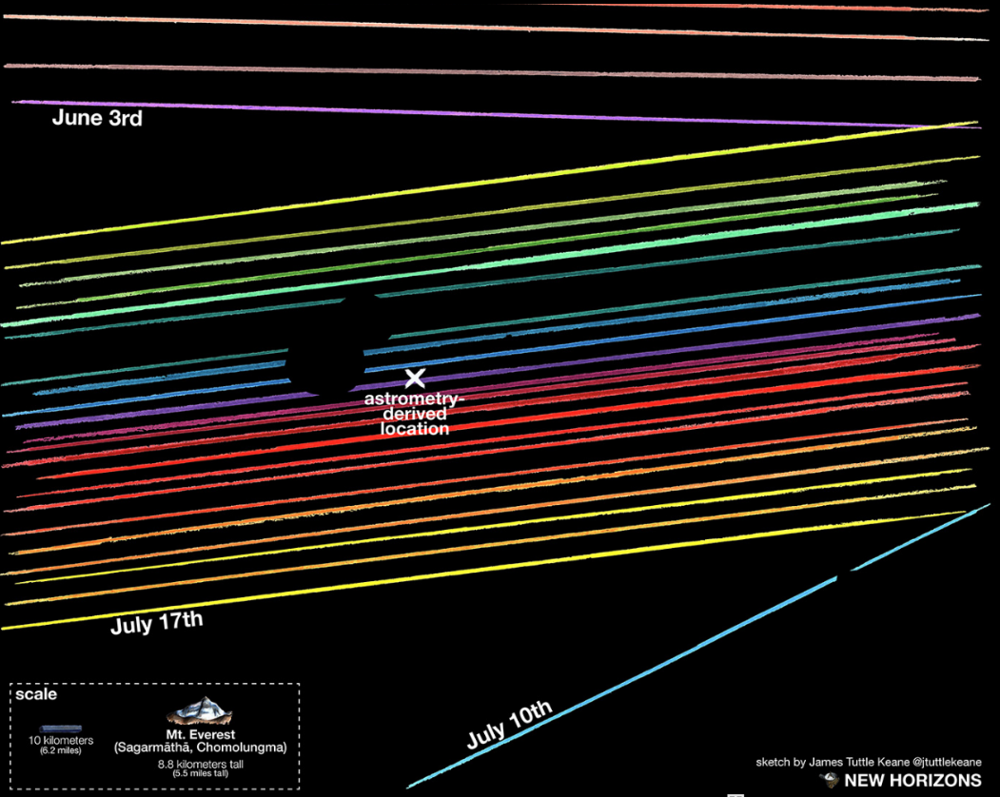 June 3rd
astrometry-
derived
location
July 17th
July 10th
scale
10 kilometers
(6.2 miles)
Mt. Everest
(Sagarmāthā, Chomolungma)
8.8 kilometers tall
(5.5 miles tall)
sketch by James Tuttle Keane @jtuttlekeane
NEW HORIZONS